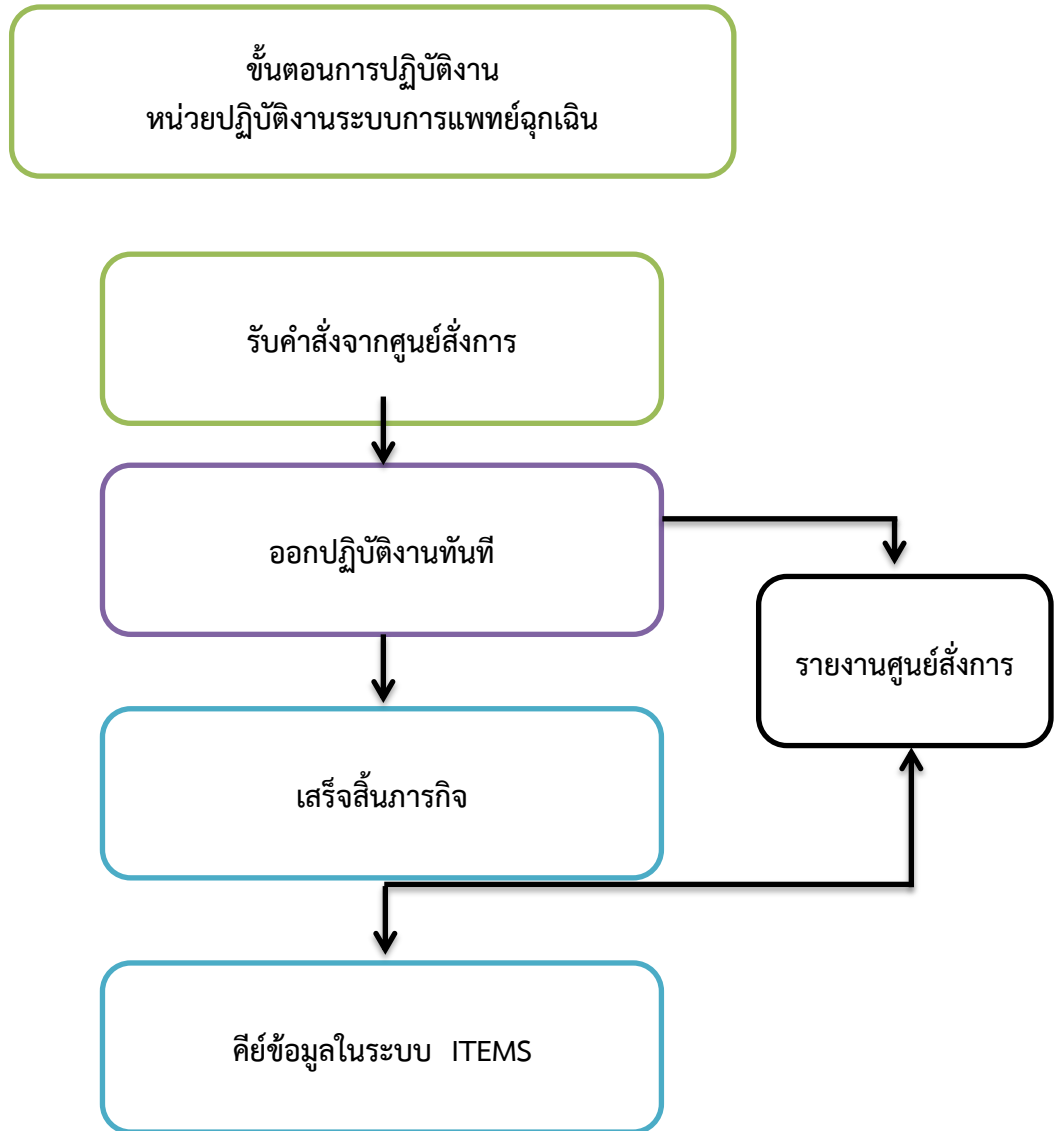 ขั้นตอนการปฏิบัติงาน
หน่วยปฏิบัติงานระบบการแพทย์ฉุกเฉิน
รับคำสั่งจากศูนย์สั่งการ
ออกปฏิบัติงานทันที
รายงานศูนย์สั่งการ
เสร็จสิ้นภารกิจ
คีย์ข้อมูลในระบบ ITEMS